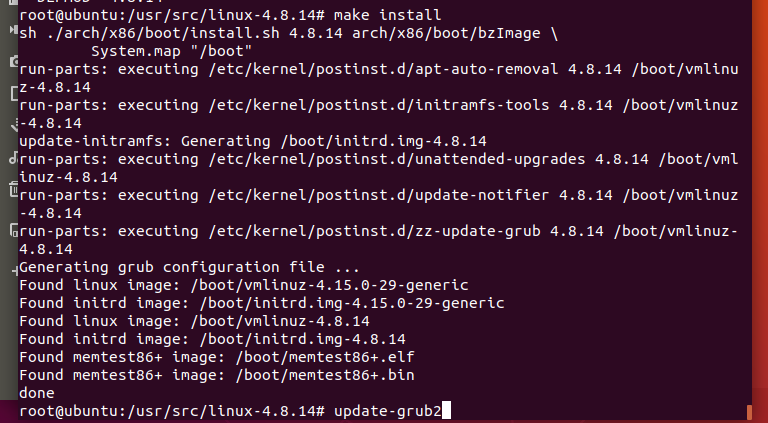 root@ubuntu:/usr/src/linux-4.8.14# make install
sh ./arch/x86/boot/install.sh 4.8.14 arch/x86/boot/bzImage \
        System.map "/boot"
run-parts: executing /etc/kernel/postinst.d/apt-auto-removal 4.8.14 /boot/vmlinu
z-4.8.14
run-parts: executing /etc/kernel/postinst.d/initramfs-tools 4.8.14 /boot/vmlinuz
-4.8.14
update-initramfs: Generating /boot/initrd.img-4.8.14
run-parts: executing /etc/kernel/postinst.d/unattended-upgrades 4.8.14 /boot/vml
inuz-4.8.14
run-parts: executing /etc/kernel/postinst.d/update-notifier 4.8.14 /boot/vmlinuz
-4.8.14
run-parts: executing /etc/kernel/postinst.d/zz-update-grub 4.8.14 /boot/vmlinuz-
4.8.14
Generating grub configuration file ...
Found linux image: /boot/vmlinuz-4.15.0-29-generic
Found initrd image: /boot/initrd.img-4.15.0-29-generic
Found linux image: /boot/vmlinuz-4.8.14
Found initrd image: /boot/initrd.img-4.8.14
Found memtest86+ image: /boot/memtest86+.elf
Found memtest86+ image: /boot/memtest86+.bin
done
root@ubuntu:/usr/src/linux-4.8.14# update-grub2